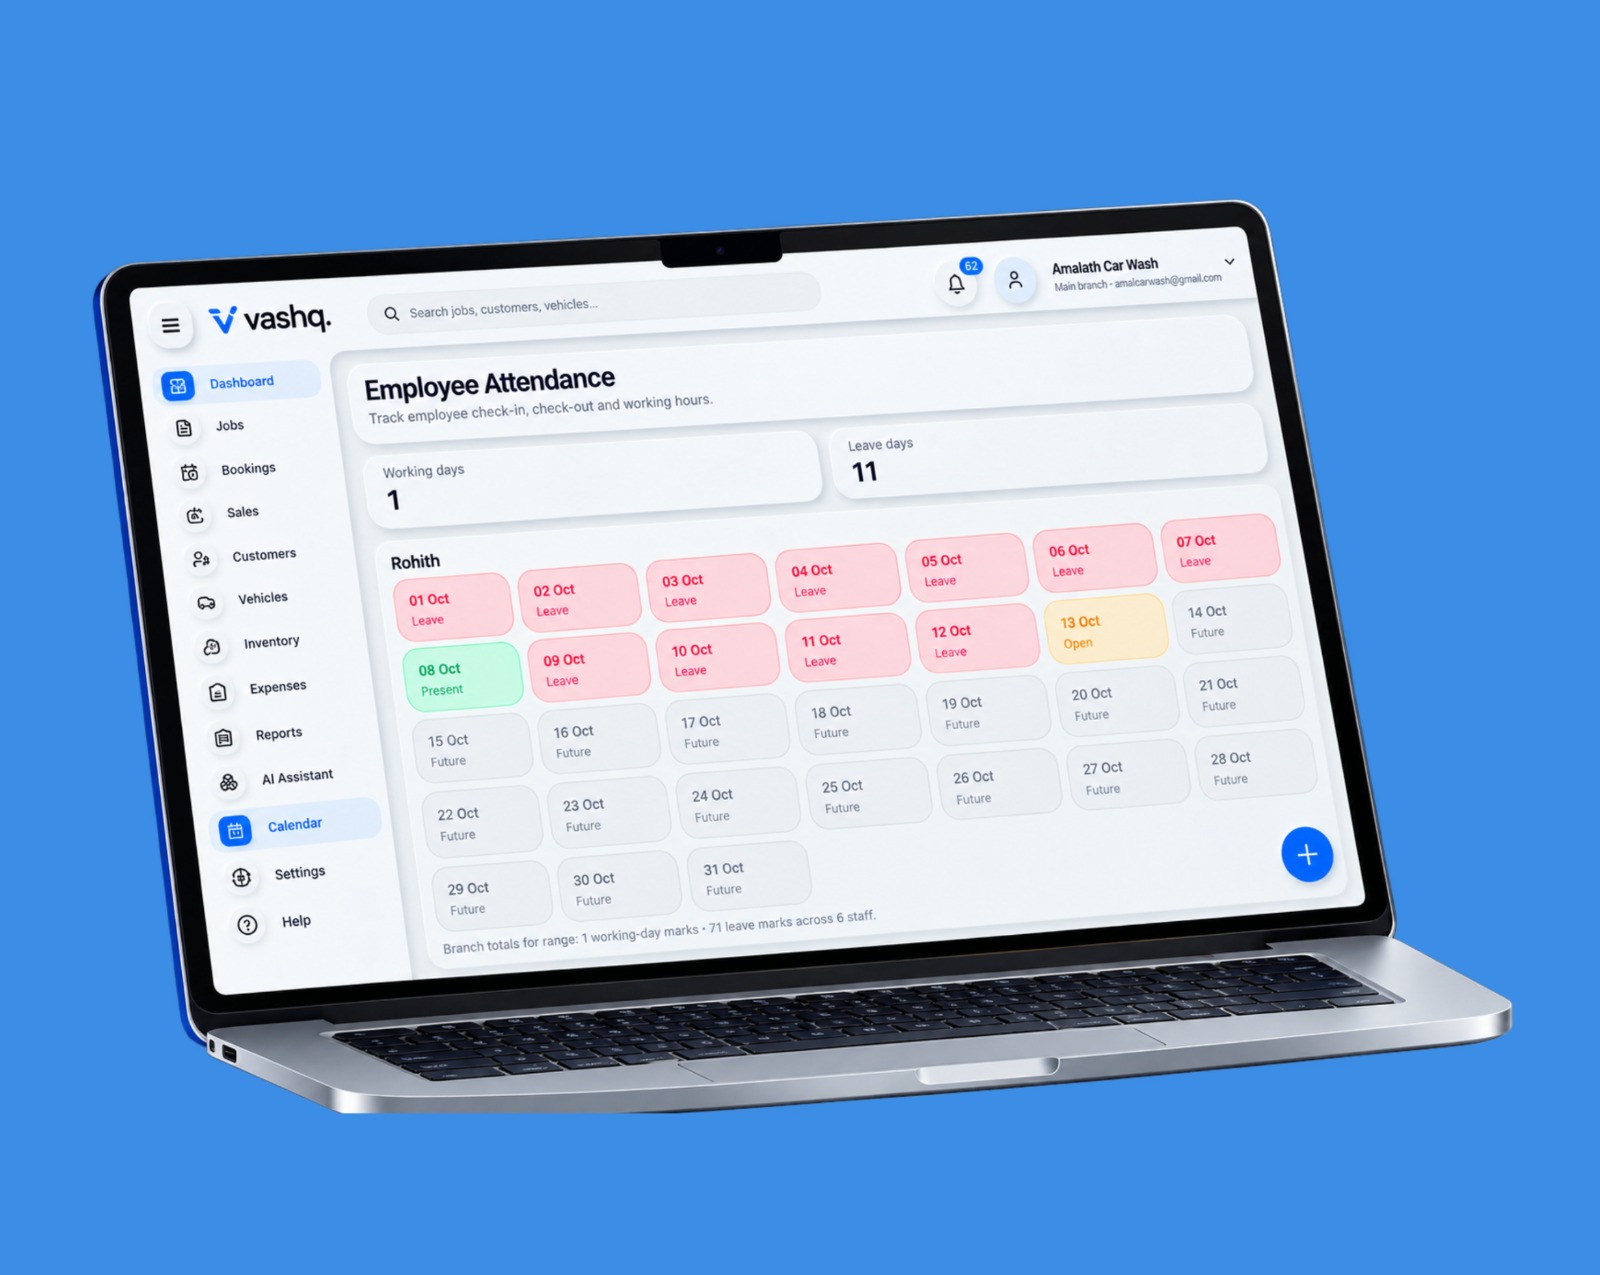 vashq.
Search jobs, customers, vehicles...
62
Amalath Car Wash
Main branch - amalcarwash@gmail.com
Dashboard
Jobs
Bookings
Sales
Customers
Vehicles
Inventory
Expenses
Reports
AI Assistant
Calendar
Settings
Help
Employee Attendance
Track employee check-in, check-out and working hours.
Working days
1
Leave days
11
Rohith
01 Oct
Leave
02 Oct
Leave
03 Oct
Leave
04 Oct
Leave
05 Oct
Leave
06 Oct
Leave
07 Oct
Leave
08 Oct
Present
09 Oct
Leave
10 Oct
Leave
11 Oct
Leave
12 Oct
Leave
13 Oct
Open
14 Oct
Future
15 Oct
Future
16 Oct
Future
17 Oct
Future
18 Oct
Future
19 Oct
Future
20 Oct
Future
21 Oct
Future
22 Oct
Future
23 Oct
Future
24 Oct
Future
25 Oct
Future
26 Oct
Future
27 Oct
Future
28 Oct
Future
29 Oct
Future
30 Oct
Future
31 Oct
Future
Branch totals for range: 1 working-day marks • 71 leave marks across 6 staff.